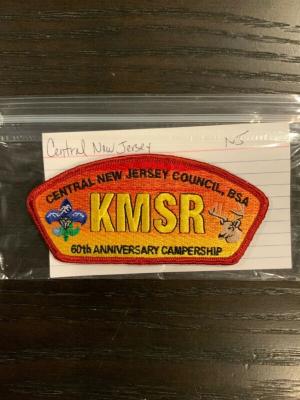 Central New Jersey
NJ
CENTRAL NEW JERSEY COUNCIL, BSA
KMSR
60th ANNIVERSARY CAMPERSHIP